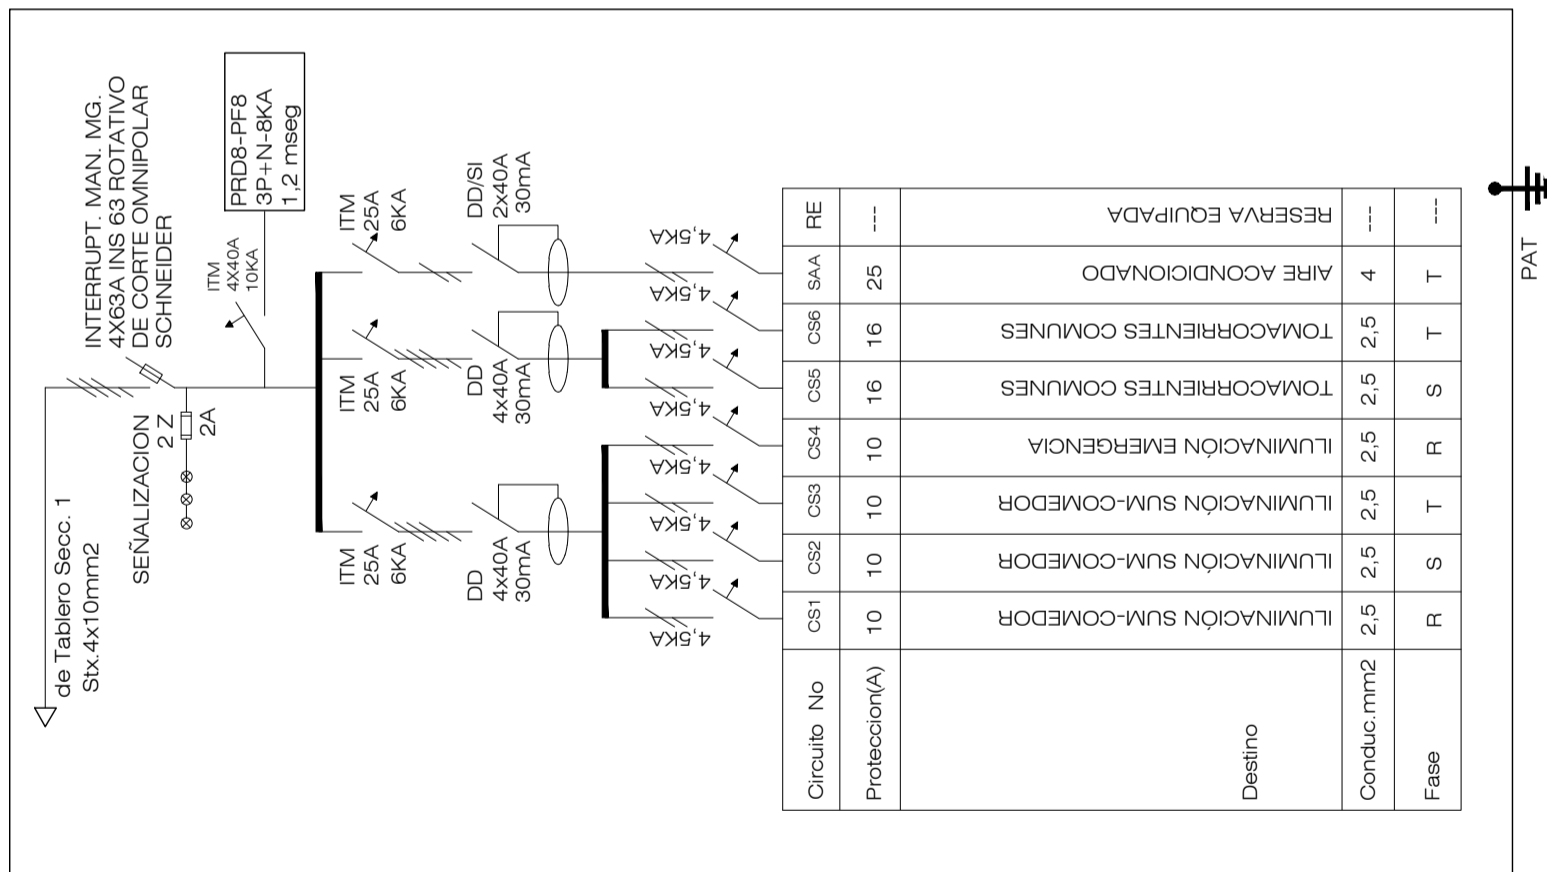 de Tablero Secc. 1
Stx.4x10mm2
INTERRUPT. MAN. MG.
4X63A INS 63 ROTATIVO
DE CORTE OMNIPOLAR
SCHNEIDER
SEÑALIZACION
2 Z
2A
ITM
4X40A
10KA
PRD8-PF8
3P+N-8KA
1,2 mseg
ITM
25A
6KA
ITM
25A
6KA
ITM
25A
6KA
DD
4x40A
30mA
DD
4x40A
30mA
DD/SI
2x40A
30mA
4,5KA
4,5KA
4,5KA
4,5KA
4,5KA
4,5KA
4,5KA
4,5KA
Circuito No CS1 CS2 CS3 CS4 CS5 CS6 SAA RE
Proteccion(A) 10 10 10 10 16 16 25 ---
Destino
ILUMINACIÓN SUM-COMEDOR
ILUMINACIÓN SUM-COMEDOR
ILUMINACIÓN SUM-COMEDOR
ILUMINACIÓN EMERGENCIA
TOMACORRIENTES COMUNES
TOMACORRIENTES COMUNES
AIRE ACONDICIONADO
RESERVA EQUIPADA
Conduc.mm2 2,5 2,5 2,5 2,5 2,5 2,5 4 ---
Fase R S T R S T T ---
PAT